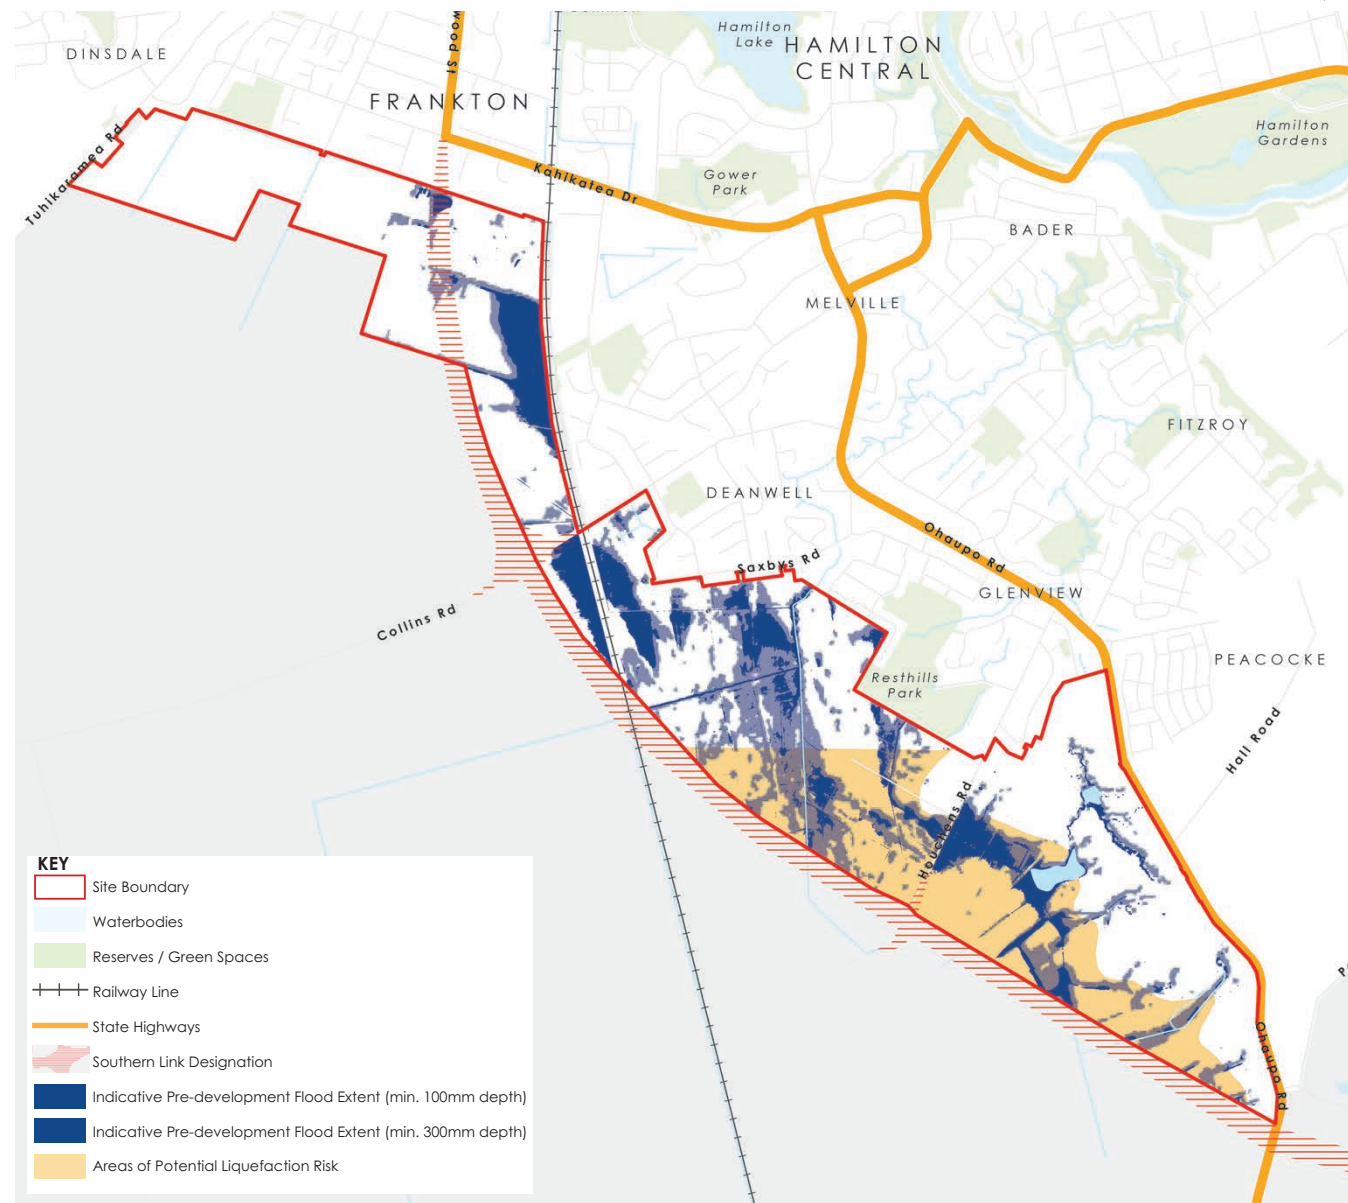 Hamilton
Lake
HAMILTON
CENTRAL
DINSDALE
FRANKTON
Hamilton
Gardens
Tuhikaramea Rd
Kahikatea Dr
Gower
Park
BADER
MELVILLE
FITZROY
DEANWELL
Ohaupo Rd
Saxbys Rd
GLENVIEW
Collins Rd
PEACOCKE
Resthills
Park
Hall Road
Houchens Rd
Ohaupo Rd
KEY
Site Boundary
Waterbodies
Reserves / Green Spaces
Railway Line
State Highways
Southern Link Designation
Indicative Pre-development Flood Extent (min. 100mm depth)
Indicative Pre-development Flood Extent (min. 300mm depth)
Areas of Potential Liquefaction Risk